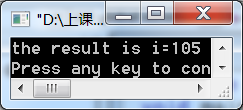 "D:\上课...
the result is i=105
Press any key to con